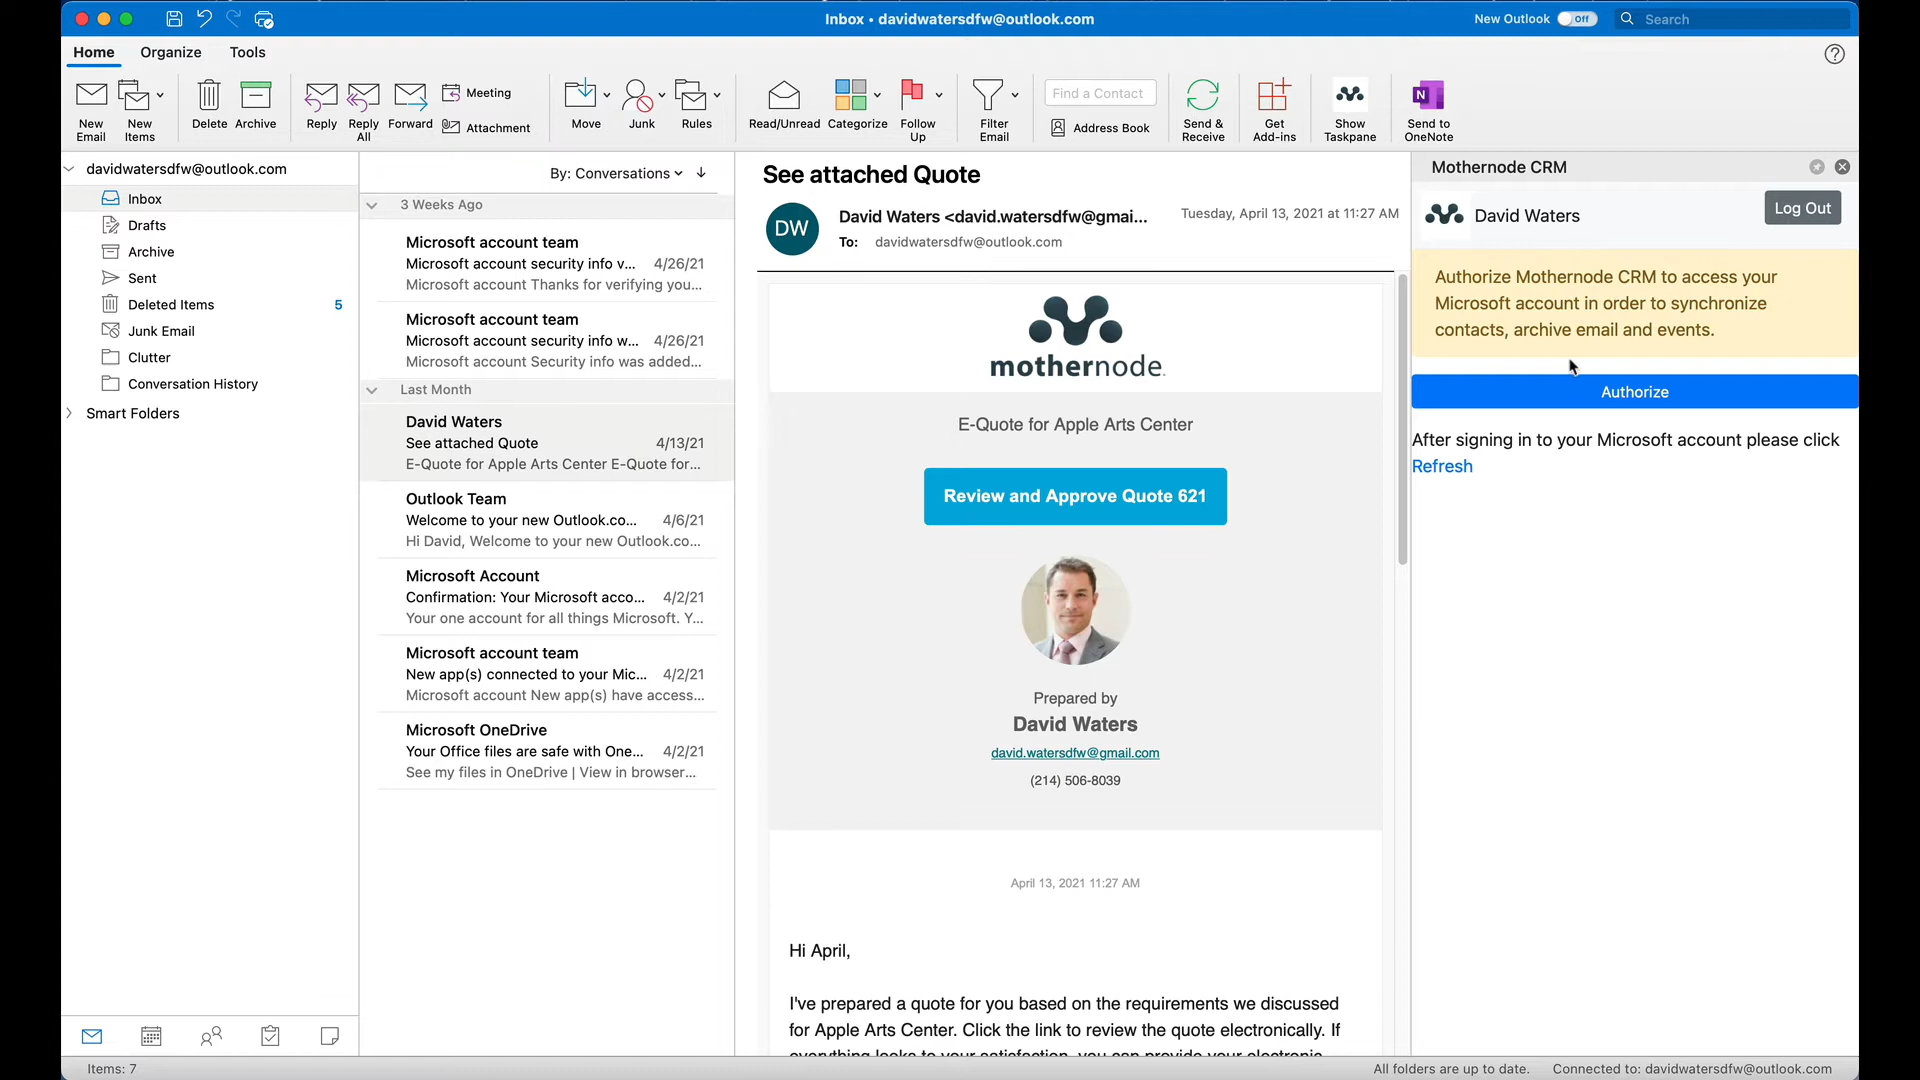 Inbox • davidwatersdfw@outlook.com
New Outlook
Off
Search
Home
Organize
Tools
New Email
New Items
Delete
Archive
Reply
Reply All
Forward
Meeting
Attachment
Move
Junk
Rules
Read/Unread
Categorize
Follow Up
Filter Email
Find a Contact
Address Book
Send & Receive
Get Add-ins
Show Taskpane
N
Send to OneNote
davidwatersdfw@outlook.com
Inbox
Drafts
Archive
Sent
Deleted Items 5
Junk Email
Clutter
Conversation History
Smart Folders
Items: 7
By: Conversations
3 Weeks Ago
Microsoft account team
Microsoft account security info v... 4/26/21
Microsoft account Thanks for verifying you...
Microsoft account team
Microsoft account security info w... 4/26/21
Microsoft account Security info was added...
Last Month
David Waters
See attached Quote 4/13/21
E-Quote for Apple Arts Center E-Quote for...
Outlook Team
Welcome to your new Outlook.co... 4/6/21
Hi David, Welcome to your new Outlook.co...
Microsoft Account
Confirmation: Your Microsoft acco... 4/2/21
Your one account for all things Microsoft. Y...
Microsoft account team
New app(s) connected to your Mic... 4/2/21
Microsoft account New app(s) have access...
Microsoft OneDrive
Your Office files are safe with One... 4/2/21
See my files in OneDrive | View in browser...
See attached Quote
DW
David Waters <david.watersdfw@gmai...
Tuesday, April 13, 2021 at 11:27 AM
To: davidwatersdfw@outlook.com
mothernode
E-Quote for Apple Arts Center
Review and Approve Quote 621
Prepared by
David Waters
david.watersdfw@gmail.com
(214) 506-8039
April 13, 2021 11:27 AM
Hi April,
I've prepared a quote for you based on the requirements we discussed
for Apple Arts Center. Click the link to review the quote electronically. If
everything looks to your satisfaction, you can provide your electronic
Mothernode CRM
David Waters
Log Out
Authorize Mothernode CRM to access your
Microsoft account in order to synchronize
contacts, archive email and events.
Authorize
After signing in to your Microsoft account please click
Refresh
All folders are up to date.
Connected to: davidwatersdfw@outlook.com